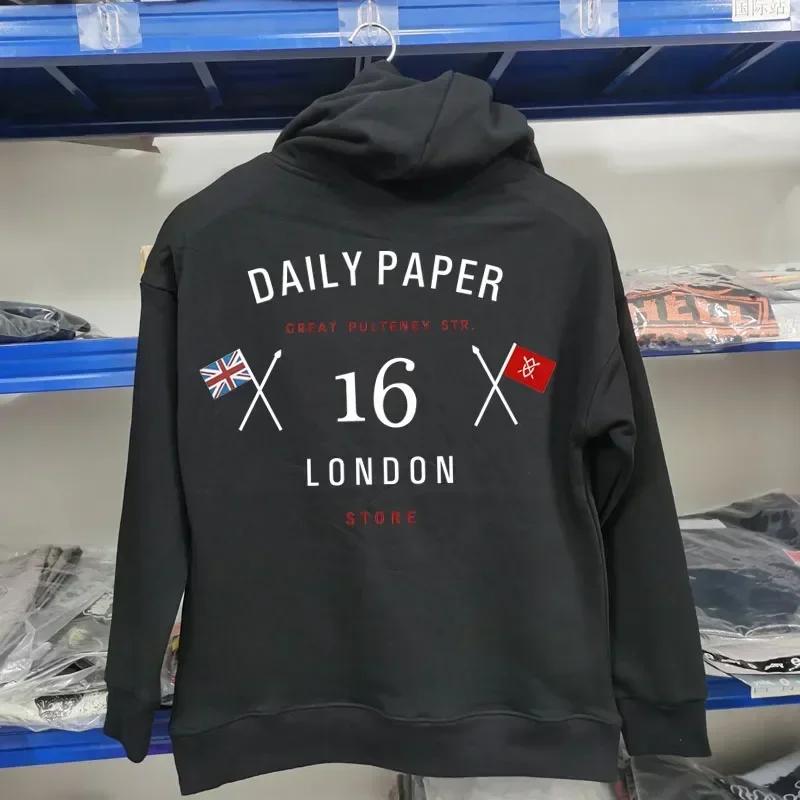 国际站
DAILY PAPER
GREAT PULTENEY STR.
16
LONDON
STORE